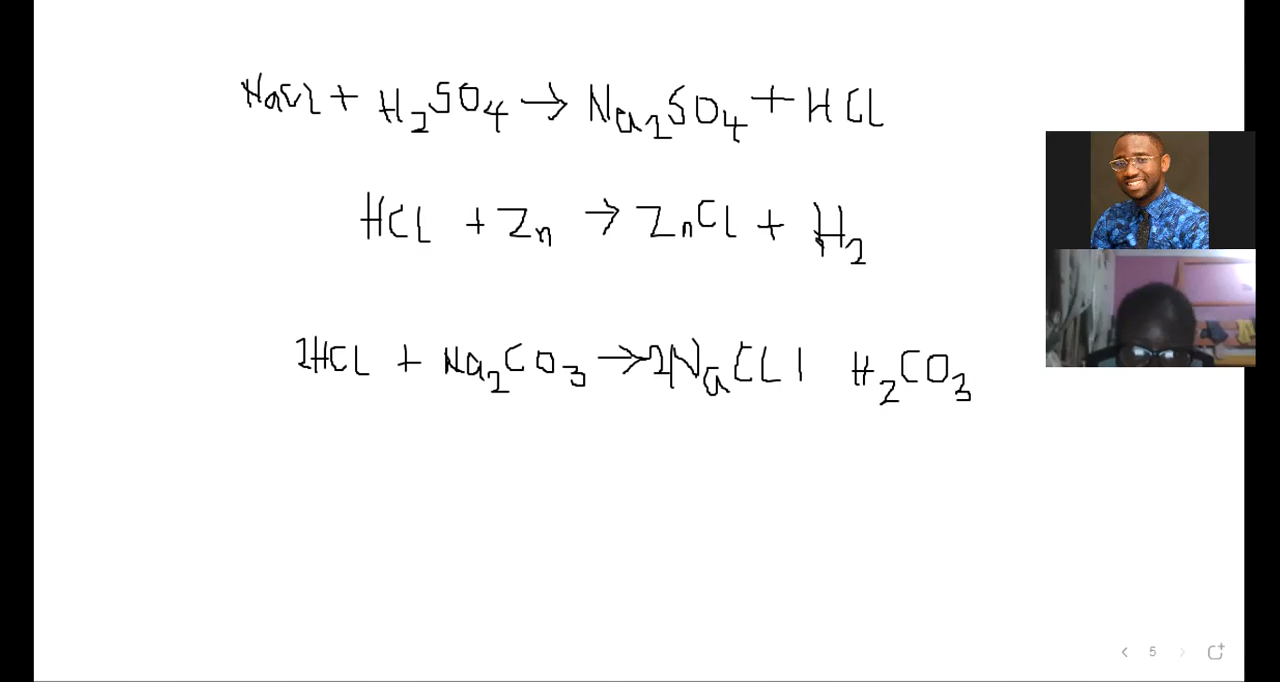 NaCl + H₂SO₄ → Na₂SO₄ + HCL
HCL + Zn → ZnCl + H₂
2HCL + Na₂CO₃ → 2NaCL | H₂CO₃
5